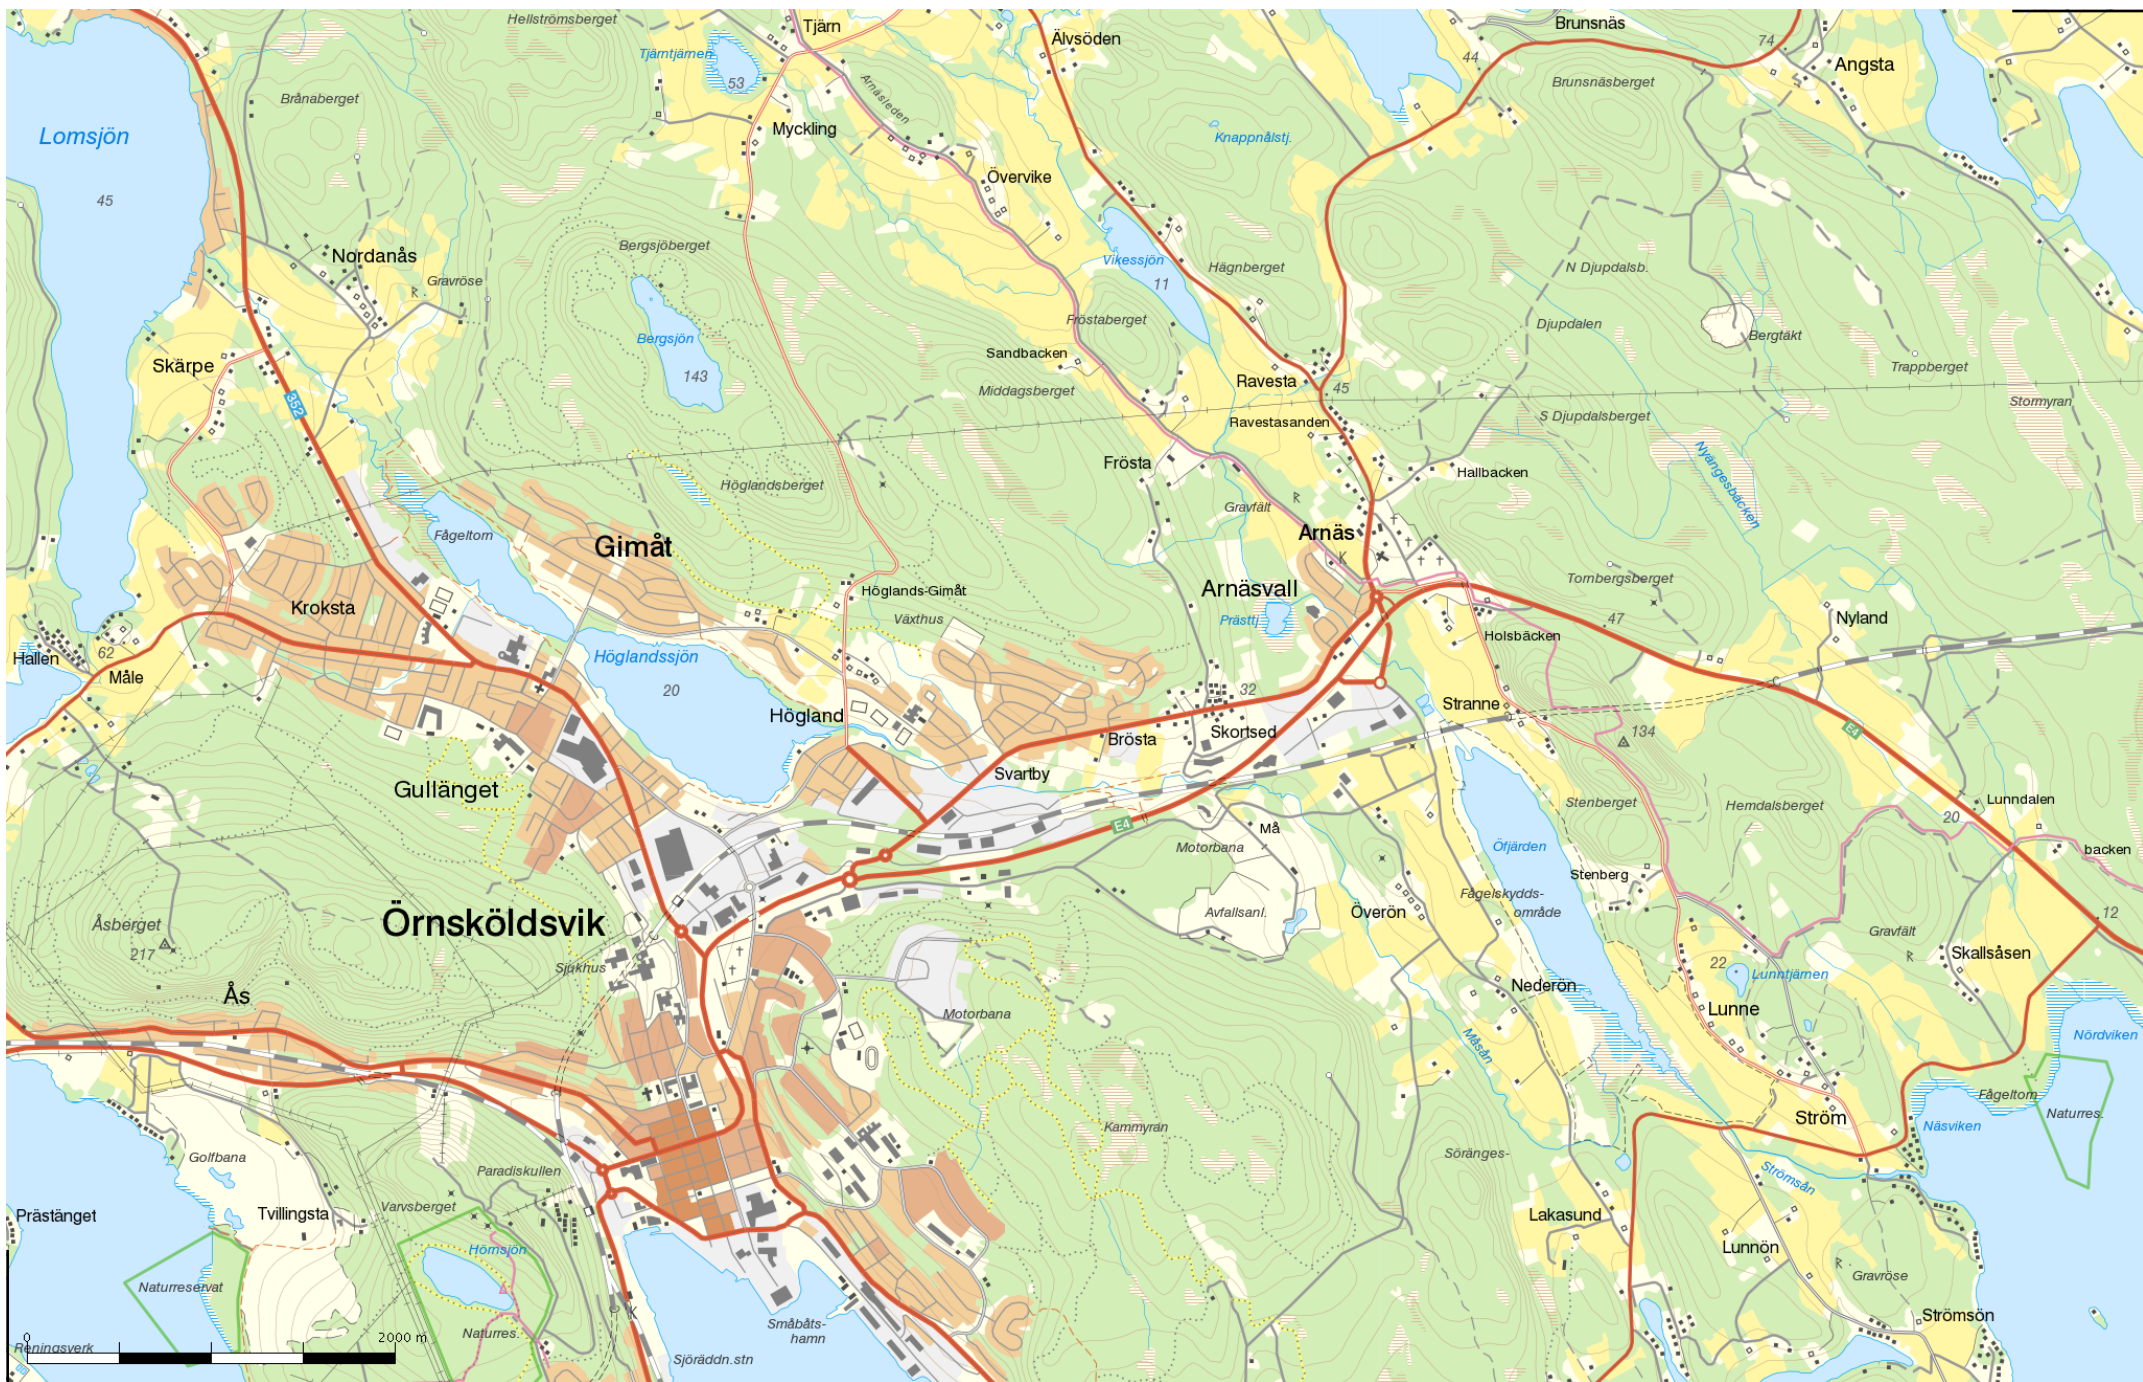 Hellströmsberget
Tjärn
Älvsöden
Brunsnäs
74
Angsta
Tjärntjärnen
53
44
Brunsnäsberget
Brånaberget
Arnäsleden
Lomsjön
Myckling
Knappnålstj.
45
Övervike
Nordanås
Bergsjöberget
Vikessjön
Hägnberget
N Djupdalsb.
Gravröse
11
Fröstaberget
Djupdalen
Bergtäkt
Bergsjön
Sandbacken
Skärpe
143
Middagsberget
Ravesta
45
Trappberget
352
Ravestasanden
S Djupdalsberget
Stormyran
Nyängesbäcken
Frösta
Hallbacken
Höglandsberget
Gravfält
R
Fågeltorn
Gimåt
Arnäs
K
Tornbergsberget
Kroksta
Höglands-Gimåt
Arnäsvall
Växthus
Prästtj
47
Nyland
Holsbäcken
Hallen
62
Höglandssjön
Måle
20
32
Stranne
Högland
Skortsed
134
Brösta
E4
Svartby
Gullänget
Stenberget
Hemdalsberget
Lunndalen
20
E4
Må
Motorbana
Öfjärden
backen
Stenberg
Fågelskydds-
område
Örnsköldsvik
Avfallsanl.
Överön
12
Åsberget
217
Gravfält
R
Skallsåsen
Sjukhus
22
Lunntjärnen
Ås
Nederön
Lunne
Motorbana
Måsån
Nördviken
Fågeltorn
Naturres.
Kammyran
Ström
Näsviken
Golfbana
Paradiskullen
Söränges-
Strömsån
Prästänget
Tvillingsta
Varvsberget
Lakasund
Hörnsjön
Lunnön
Naturreservat
R
Gravröse
Småbåts-
hamn
Strömsön
K
Naturres.
0
2000 m
Reningsverk
Sjöräddn.stn